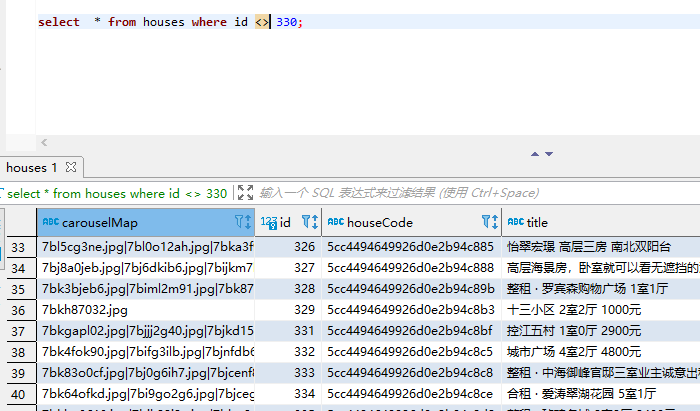 select * from houses where id <> 330;
houses 1
select * from houses where id <> 330 输入一个 SQL 表达式来过滤结果 (使用 Ctrl+Space)
ABC carouselMap 123 id ABC houseCode ABC title
33 7bl5cg3ne.jpg|7bl0o12ah.jpg|7bka3f 326 5cc4494649926d0e2b94c885 怡翠宏璟 高层三房 南北双阳台
34 7bj8a0jeb.jpg|7bj6dkib6.jpg|7bijkm7 327 5cc4494649926d0e2b94c888 高层海景房，卧室就可以看无遮挡的
35 7bk3bjeb6.jpg|7biml2m91.jpg|7bk87 328 5cc4494649926d0e2b94c89b 整租 · 罗宾森购物广场 1室1厅
36 7bkh87032.jpg 329 5cc4494649926d0e2b94c8b3 十三小区 2室2厅 1000元
37 7bkgapl02.jpg|7bjjj2g40.jpg|7bjkd15 331 5cc4494649926d0e2b94c8bf 控江五村 1室0厅 2900元
38 7bk4fok90.jpg|7bifg3ilb.jpg|7bjnfdb6 332 5cc4494649926d0e2b94c8c5 城市广场 4室2厅 4800元
39 7bk83o0cf.jpg|7bj0g6ih7.jpg|7bjcenf8 333 5cc4494649926d0e2b94c8c8 整租 · 中海御峰官邸三室业主诚意出
40 7bk64ofkd.jpg|7bi9go2g6.jpg|7bjceg 334 5cc4494649926d0e2b94c8ce 合租 · 爱涛翠湖花园 5室1厅